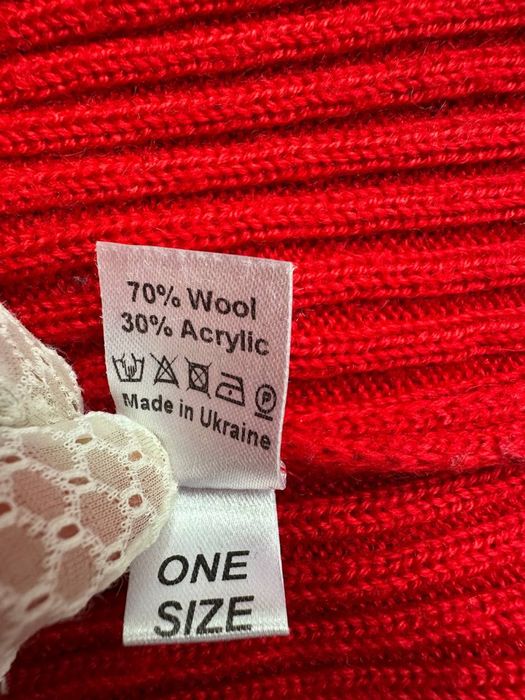 70% Wool
30% Acrylic
P
Made in Ukraine
ONE
SIZE